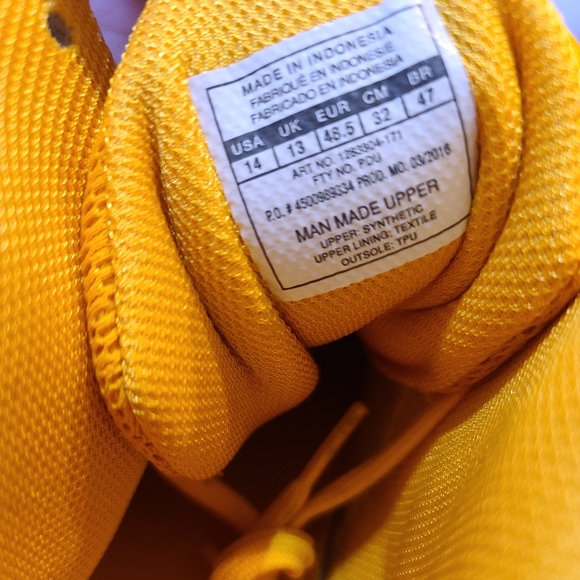 MADE IN INDONESIA
FABRIQUÉ EN INDONESIA
FABRICADO EN INDONESIA
USA UK EUR CM BR
14 13 48.5 32 47
ART NO. 1263904-171
FTY NO. PDU
P.O. # 4500989334 PROD MO. 03/2016
MAN MADE UPPER
UPPER: SYNTHETIC
UPPER LINING: TEXTILE
OUTSOLE: TPU